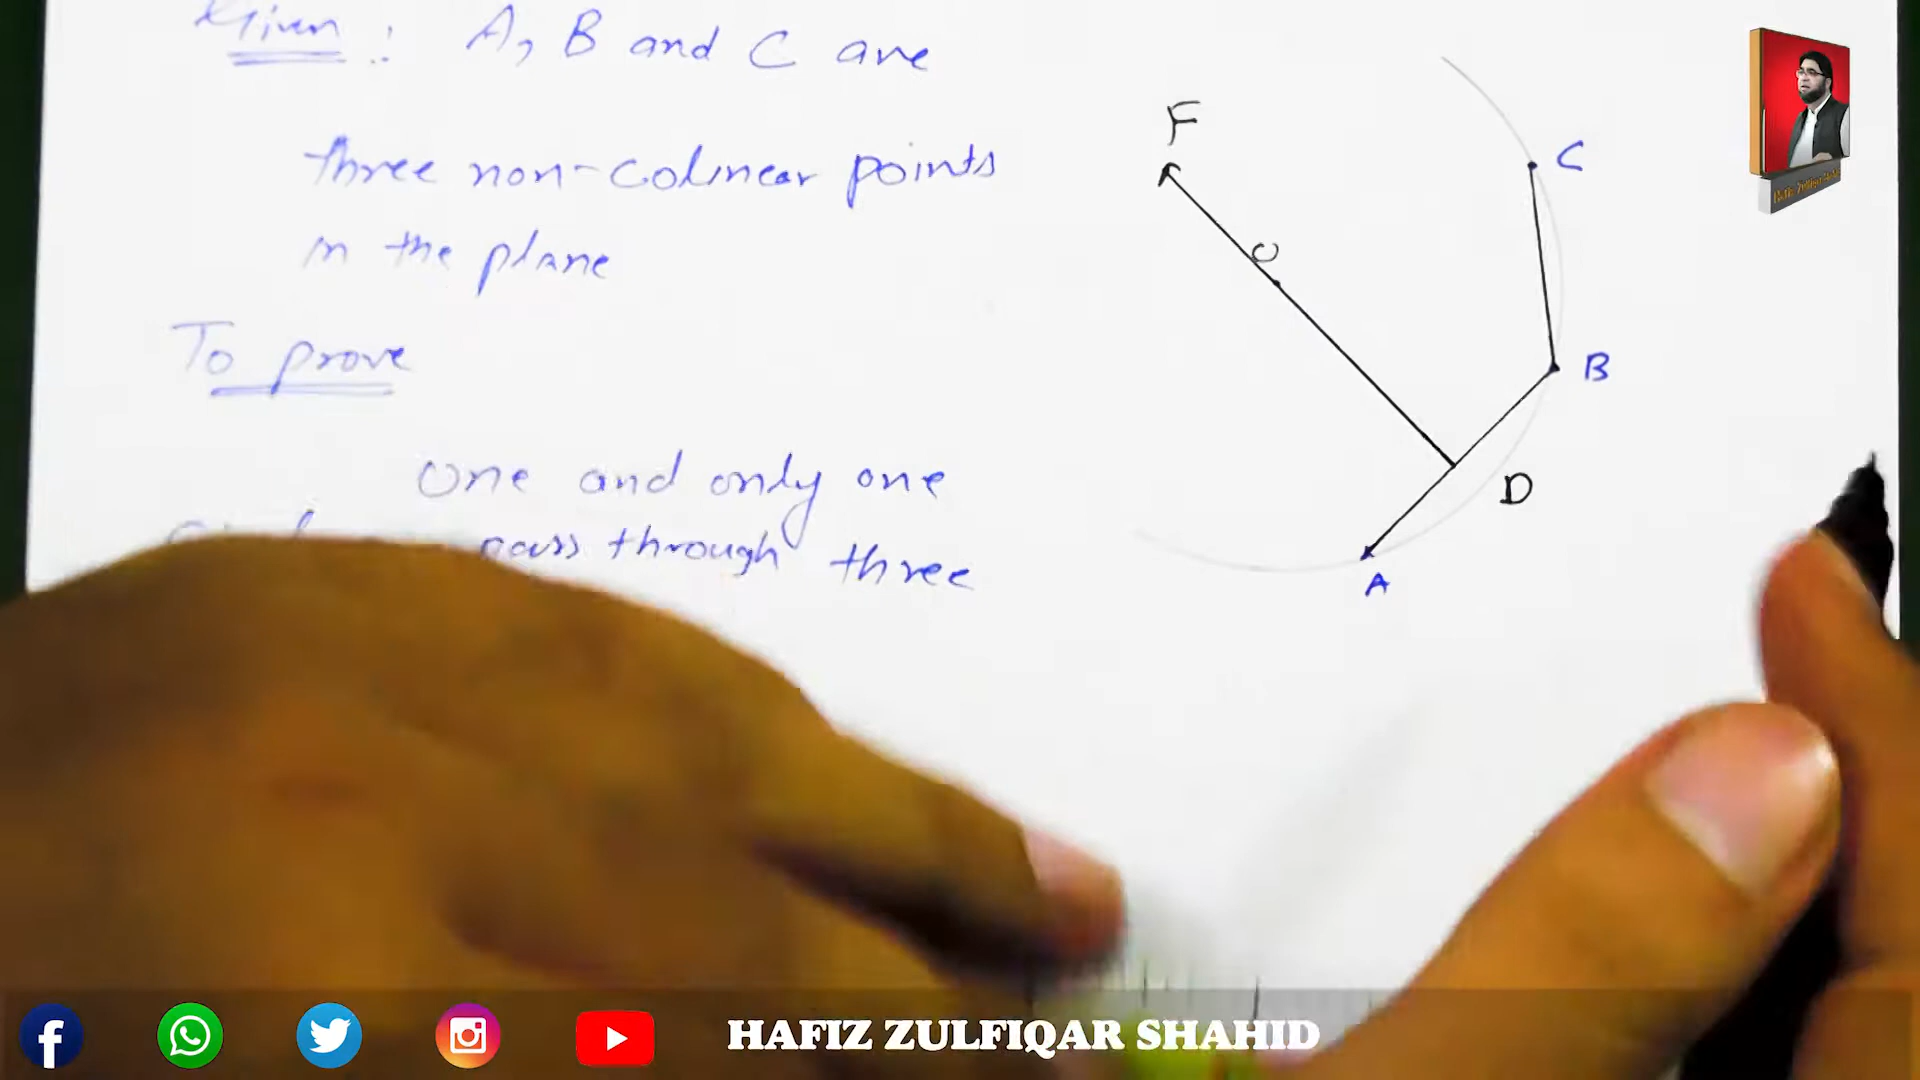 Given : A, B and C are
three non-colinear points
in the plane
To prove
One and only one
pass through three
F
O
C
B
D
A
HAFIZ ZULFIQAR SHAHID